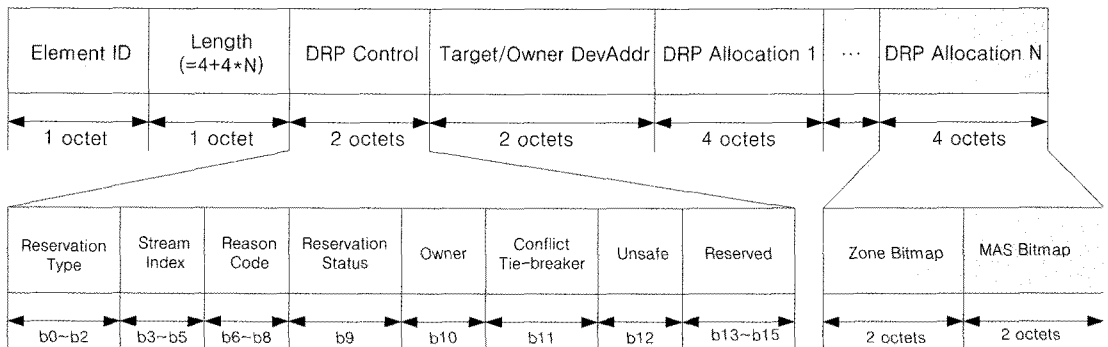 Element ID
Length
(=4+4*N)
DRP Control
Target/Owner DevAddr
DRP Allocation 1
...
DRP Allocation N
1 octet
1 octet
2 octets
2 octets
4 octets
4 octets
Reservation
Type
Stream
Index
Reason
Code
Reservation
Status
Owner
Conflict
Tie-breaker
Unsafe
Reserved
Zone Bitmap
MAS Bitmap
b0~b2
b3~b5
b6~b8
b9
b10
b11
b12
b13~b15
2 octets
2 octets